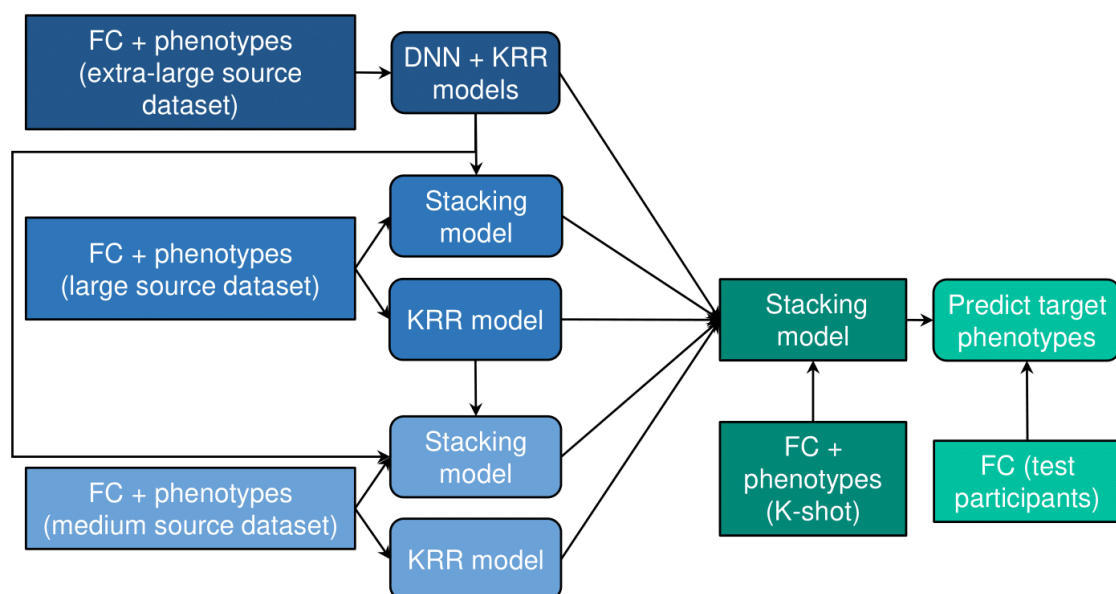 FC + phenotypes
(extra-large source
dataset)
DNN + KRR
models
Stacking
model
FC + phenotypes
(large source dataset)
KRR model
Stacking
model
FC + phenotypes
(medium source dataset)
KRR model
Stacking
model
Predict target
phenotypes
FC +
phenotypes
(K-shot)
FC (test
participants)